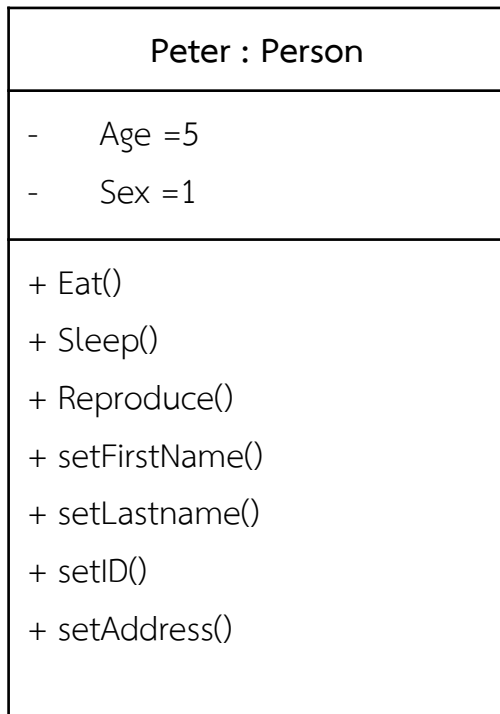 Peter : Person
- Age =5
- Sex =1
+ Eat()
+ Sleep()
+ Reproduce()
+ setFirstName()
+ setLastname()
+ setID()
+ setAddress()